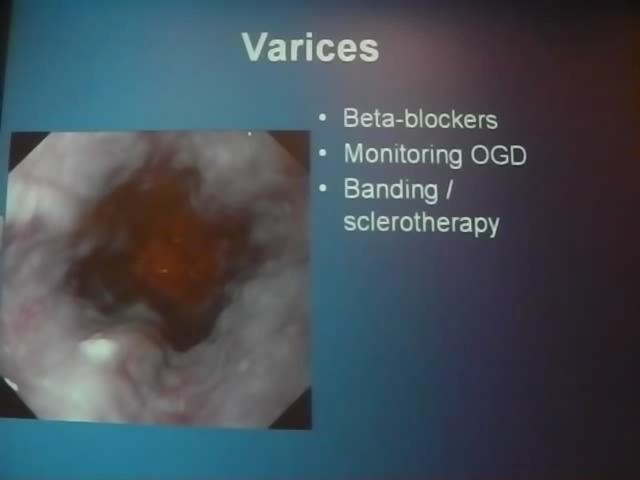 Varices
• Beta-blockers
• Monitoring OGD
• Banding /
sclerotherapy